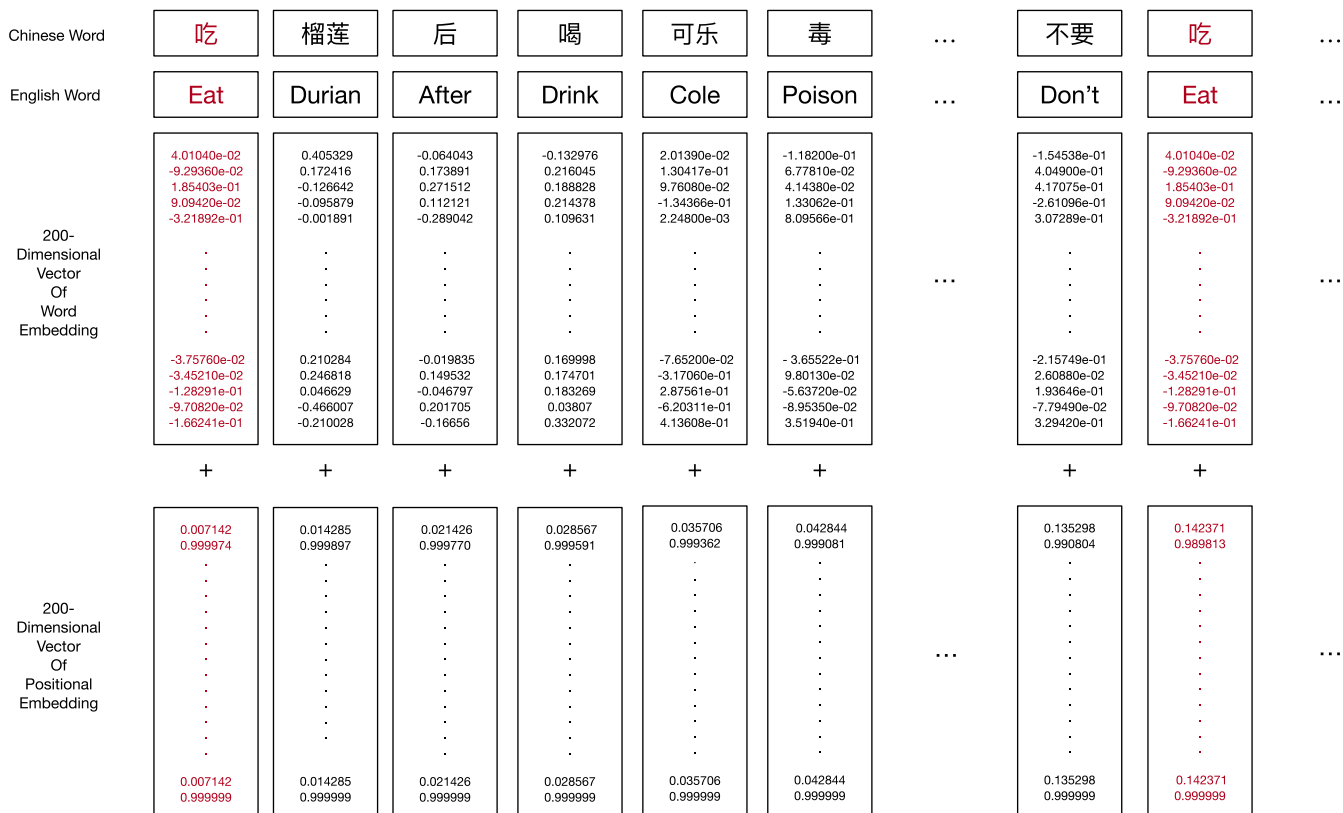 Chinese Word 吃 榴莲 后 喝 可乐 毒 … 不要 吃 …
English Word Eat Durian After Drink Cole Poison … Don't Eat …
4.01040e-02 0.405329 -0.064043 -0.132976 2.01390e-02 -1.18200e-01 -1.54538e-01 4.01040e-02
-9.29360e-02 0.172416 0.173891 0.216045 1.30417e-01 6.77810e-02 4.04900e-01 -9.29360e-02
1.85403e-01 -0.126642 0.271512 0.188828 9.76080e-02 4.14380e-02 4.17075e-01 1.85403e-01
9.09420e-02 -0.095879 0.112121 0.214378 -1.34366e-01 1.33062e-01 -2.61096e-01 9.09420e-02
-3.21892e-01 -0.001891 -0.289042 0.109631 2.24800e-03 8.09566e-01 3.07289e-01 -3.21892e-01
200-
Dimensional
Vector
Of
Word
Embedding
… …
-3.75760e-02 0.210284 -0.019835 0.169998 -7.65200e-02 - 3.65522e-01 -2.15749e-01 -3.75760e-02
-3.45210e-02 0.246818 0.149532 0.174701 -3.17060e-01 9.80130e-02 2.60880e-02 -3.45210e-02
-1.28291e-01 0.046629 -0.046797 0.183269 2.87561e-01 -5.63720e-02 1.93646e-01 -1.28291e-01
-9.70820e-02 -0.466007 0.201705 0.03807 -6.20311e-01 -8.95350e-02 -7.79490e-02 -9.70820e-02
-1.66241e-01 -0.210028 -0.16656 0.332072 4.13608e-01 3.51940e-01 3.29420e-01 -1.66241e-01
+ + + + + + + +
0.007142 0.014285 0.021426 0.028567 0.035706 0.042844 0.135298 0.142371
0.999974 0.999897 0.999770 0.999591 0.999362 0.999081 0.990804 0.989813
200-
Dimensional
Vector
Of
Positional
Embedding
… …
0.007142 0.014285 0.021426 0.028567 0.035706 0.042844 0.135298 0.142371
0.999999 0.999999 0.999999 0.999999 0.999999 0.999999 0.999999 0.999999